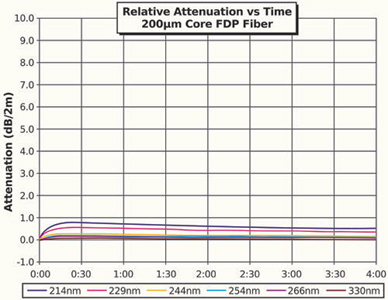 Relative Attenuation vs Time
200µm Core FDP Fiber
Attenuation (dB/2m)
10.0
9.0
8.0
7.0
6.0
5.0
4.0
3.0
2.0
1.0
0.0
-1.0
0:00 0:30 1:00 1:30 2:00 2:30 3:00 3:30 4:00
214nm 229nm 244nm 254nm 266nm 330nm